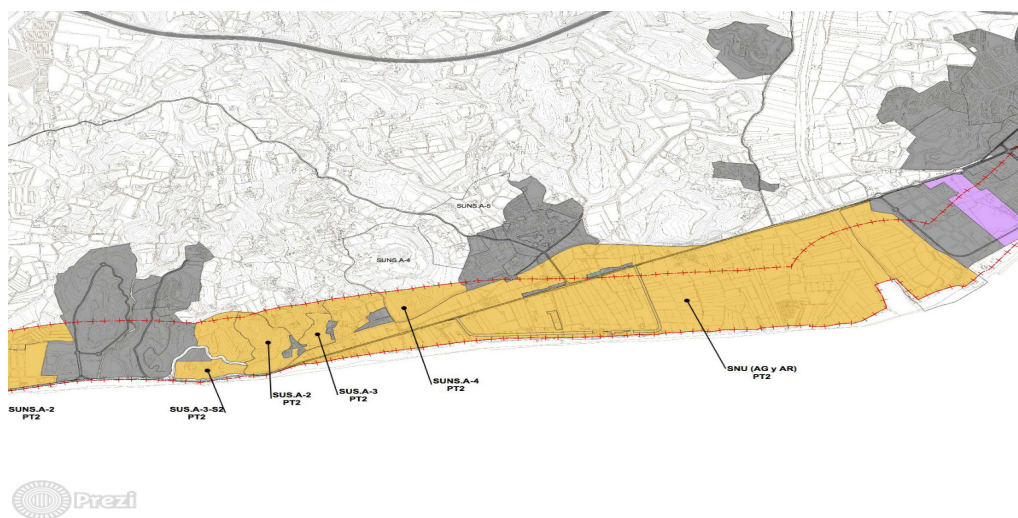 SUNS.A-5
SUNS.A-4
SNU (AG y AR)
PT2
SUNS.A-4
PT2
SUS.A-3
PT2
SUS.A-2
PT2
SUS.A-3-S2
PT2
SUNS.A-2
PT2
Prezi